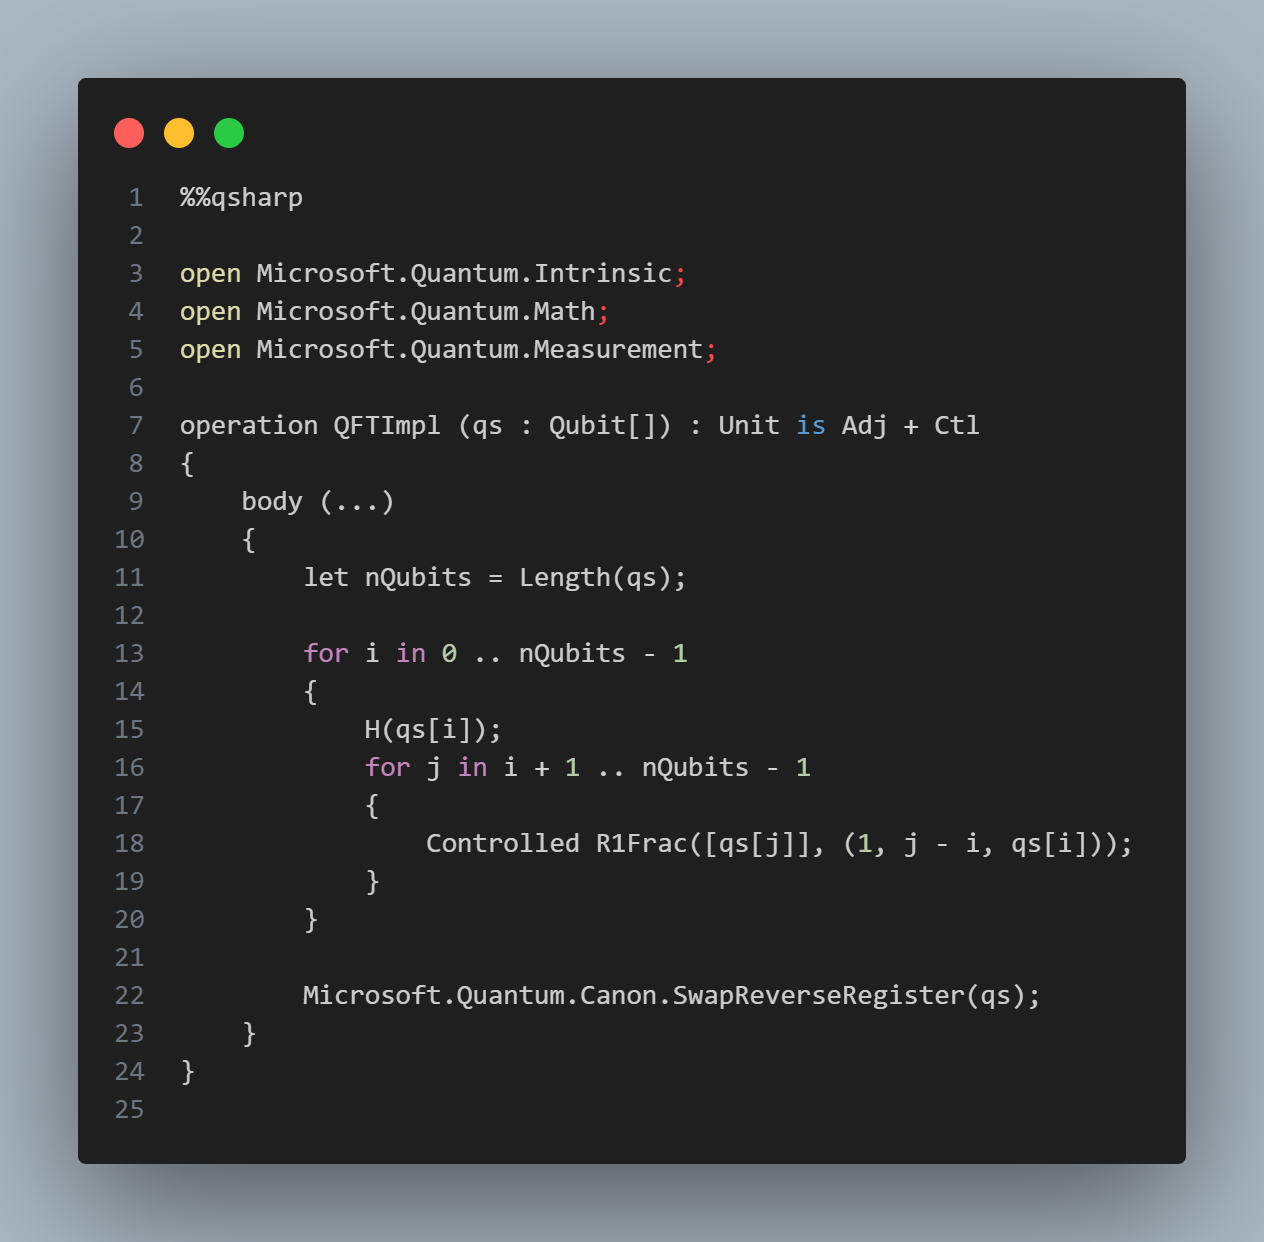 1 %%qsharp
2
3 open Microsoft.Quantum.Intrinsic;
4 open Microsoft.Quantum.Math;
5 open Microsoft.Quantum.Measurement;
6
7 operation QFTImpl (qs : Qubit[]) : Unit is Adj + Ctl
8 {
9     body (...)
10     {
11         let nQubits = Length(qs);
12
13         for i in 0 .. nQubits - 1
14         {
15             H(qs[i]);
16             for j in i + 1 .. nQubits - 1
17             {
18                 Controlled R1Frac([qs[j]], (1, j - i, qs[i]));
19             }
20         }
21
22         Microsoft.Quantum.Canon.SwapReverseRegister(qs);
23     }
24 }
25